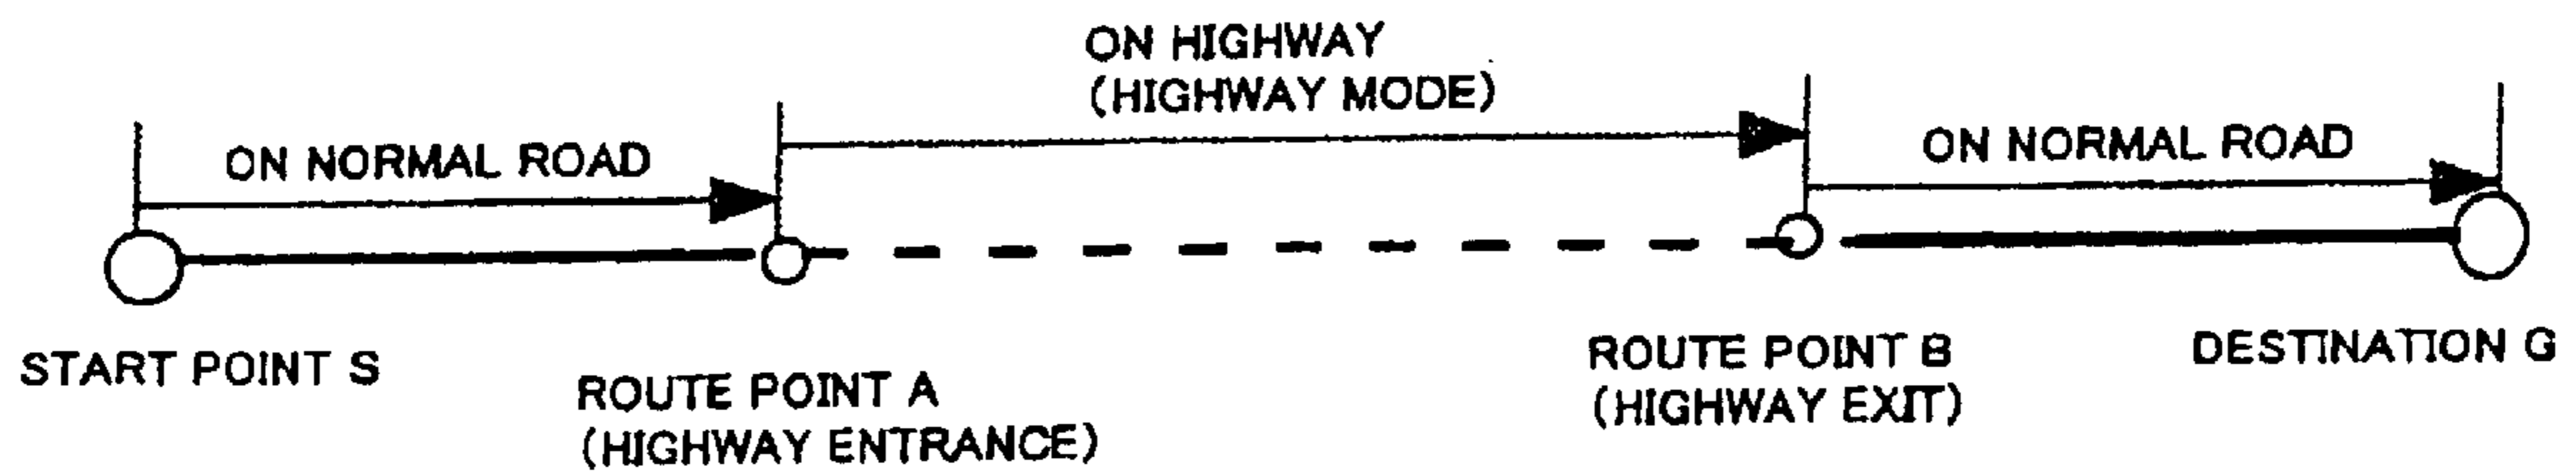 ON HIGHWAY
(HIGHWAY MODE)
ON NORMAL ROAD
ON NORMAL ROAD
START POINT S
ROUTE POINT A
(HIGHWAY ENTRANCE)
ROUTE POINT B
(HIGHWAY EXIT)
DESTINATION G